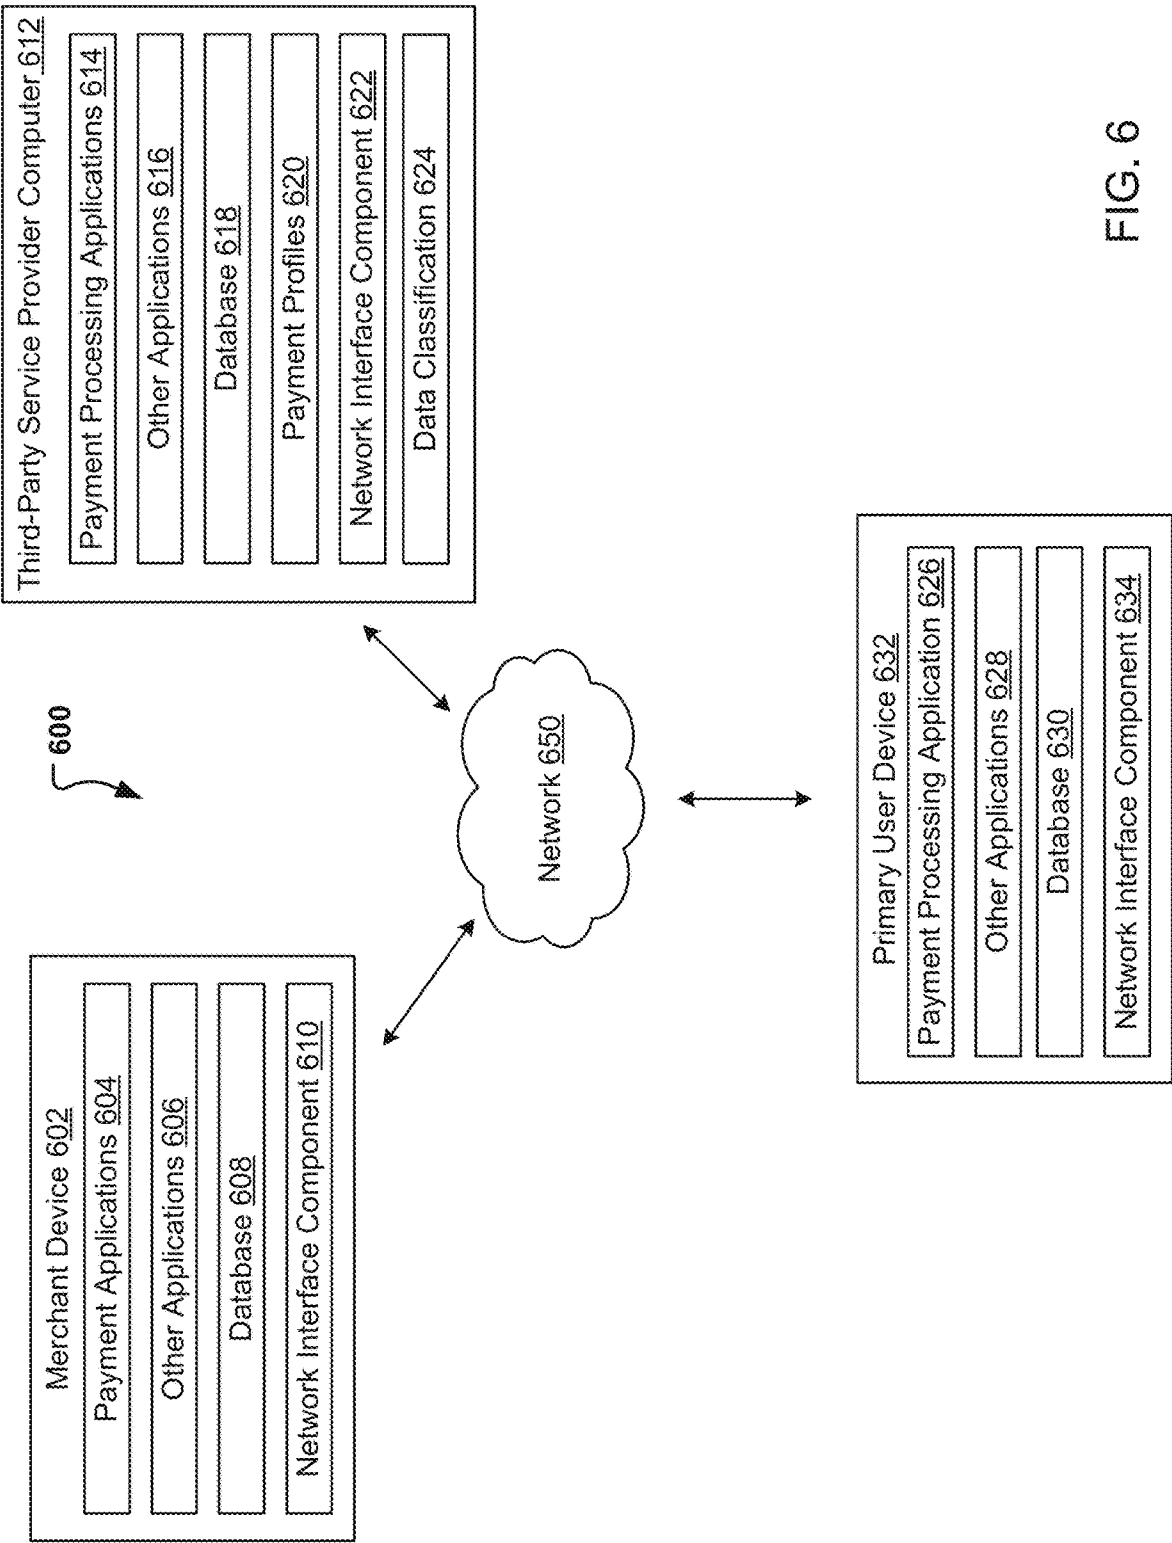 600
Merchant Device 602
Payment Applications 604
Other Applications 606
Database 608
Network Interface Component 610
Third-Party Service Provider Computer 612
Payment Processing Applications 614
Other Applications 616
Database 618
Payment Profiles 620
Network Interface Component 622
Data Classification 624
Network 650
Primary User Device 632
Payment Processing Application 626
Other Applications 628
Database 630
Network Interface Component 634
FIG. 6